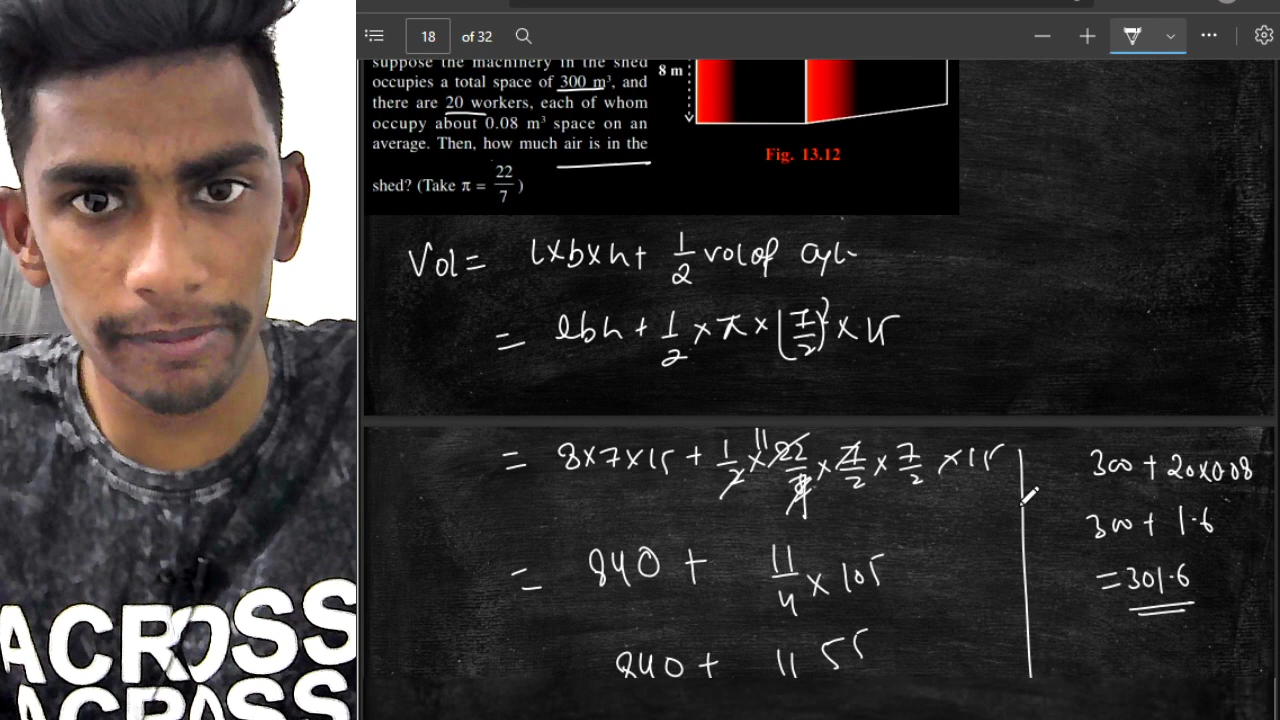 18 of 32
suppose the machinery in the shed
occupies a total space of 300 m³, and
there are 20 workers, each of whom
occupy about 0.08 m³ space on an
average. Then, how much air is in the
shed? (Take π = 22/7)
8 m
Fig. 13.12
Vol = l×b×h + 1/2 vol of cyl.
= lbh + 1/2 × π × (7/2)² × 15
= 8×7×15 + 1/2 × 11 22/7 × 7/2 × 7/2 × 15
= 840 + 11/4 × 105
840 + 11 55
300 + 20×0.08
300 + 1.6
= 301.6
ACROSS
ACROSS